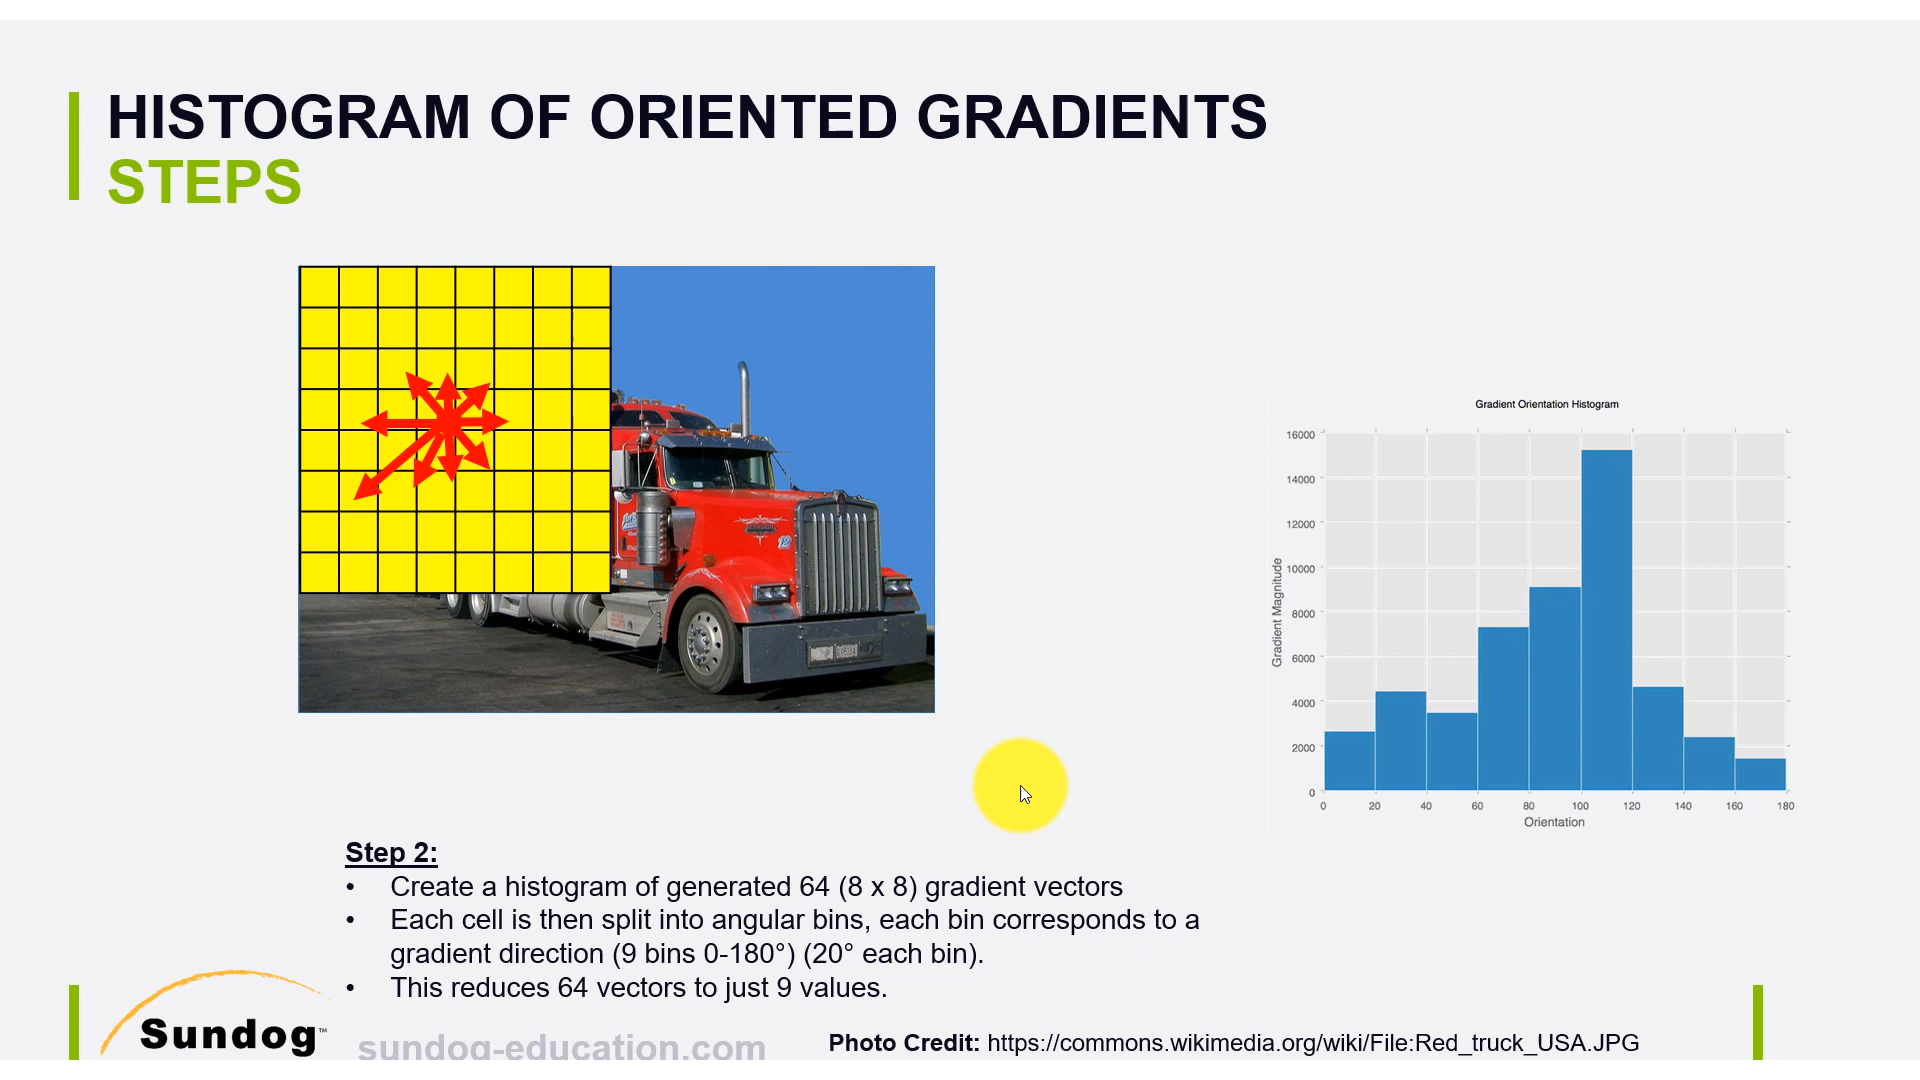 HISTOGRAM OF ORIENTED GRADIENTS
STEPS
Gradient Orientation Histogram
Gradient Magnitude
16000
14000
12000
10000
8000
6000
4000
2000
0
0 20 40 60 80 100 120 140 160 180
Orientation
12
Step 2:
• Create a histogram of generated 64 (8 x 8) gradient vectors
• Each cell is then split into angular bins, each bin corresponds to a
gradient direction (9 bins 0-180°) (20° each bin).
• This reduces 64 vectors to just 9 values.
Sundog™
sundog-education.com
Photo Credit: https://commons.wikimedia.org/wiki/File:Red_truck_USA.JPG